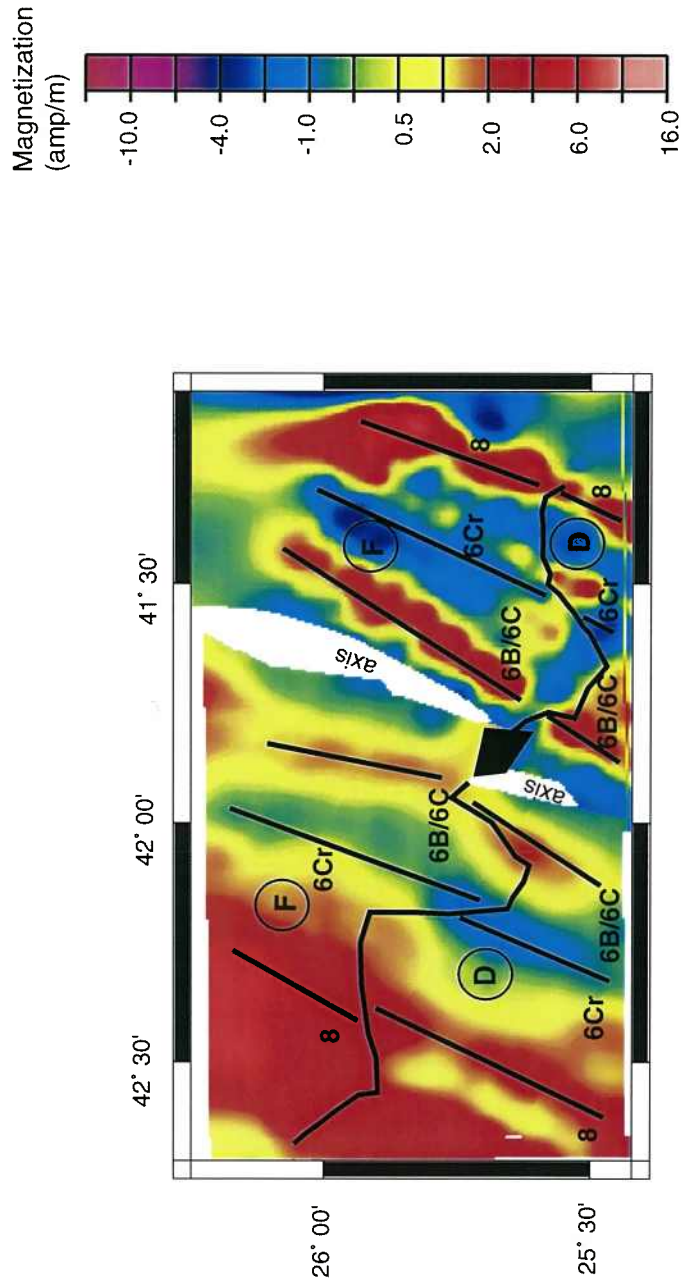 Magnetization
(amp/m)
-10.0
-4.0
-1.0
0.5
2.0
6.0
16.0
42˚ 30'
42˚ 00'
41˚ 30'
26˚ 00'
25˚ 30'
8
F
6Cr
6B/6C
axis
6B/6C
F
6Cr
8
8
D
6Cr
6B/6C
axis
6B/6C
D
6Cr
8